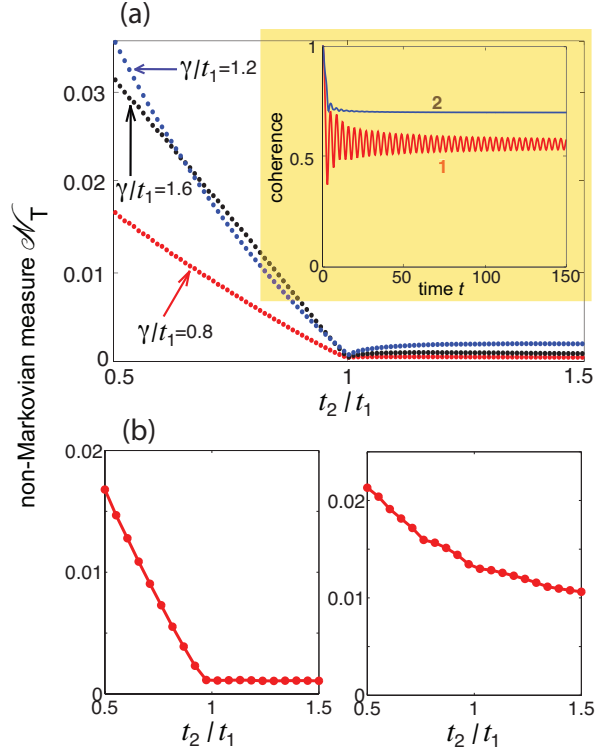 (a)
non-Markovian measure 𝒩_T
0.03
0.02
0.01
0
γ/t₁=1.2
γ/t₁=1.6
γ/t₁=0.8
0.5
1
1.5
t₂ / t₁
coherence
1
0.5
0
2
1
0
50
100
150
time t
(b)
0.02
0.01
0
0.5
1
1.5
t₂ / t₁
0.02
0.01
0
0.5
1
1.5
t₂ / t₁